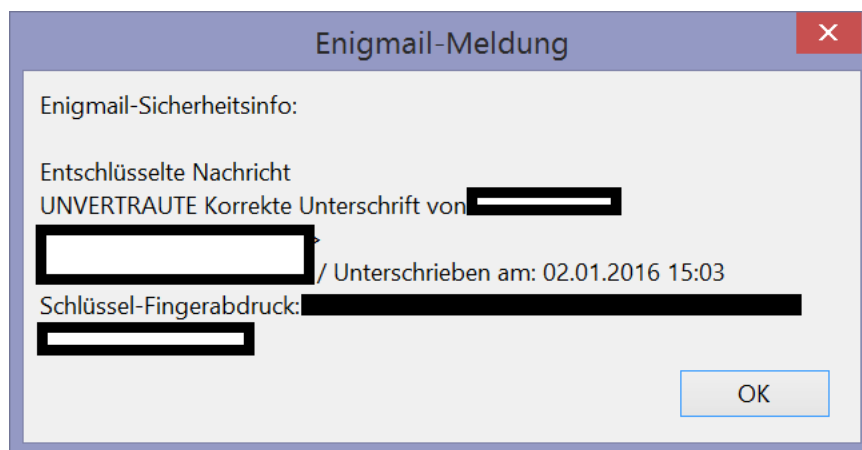 Enigmail-Meldung
Enigmail-Sicherheitsinfo:
Entschlüsselte Nachricht
UNVERTRAUTE Korrekte Unterschrift von
>
/ Unterschrieben am: 02.01.2016 15:03
Schlüssel-Fingerabdruck:
OK